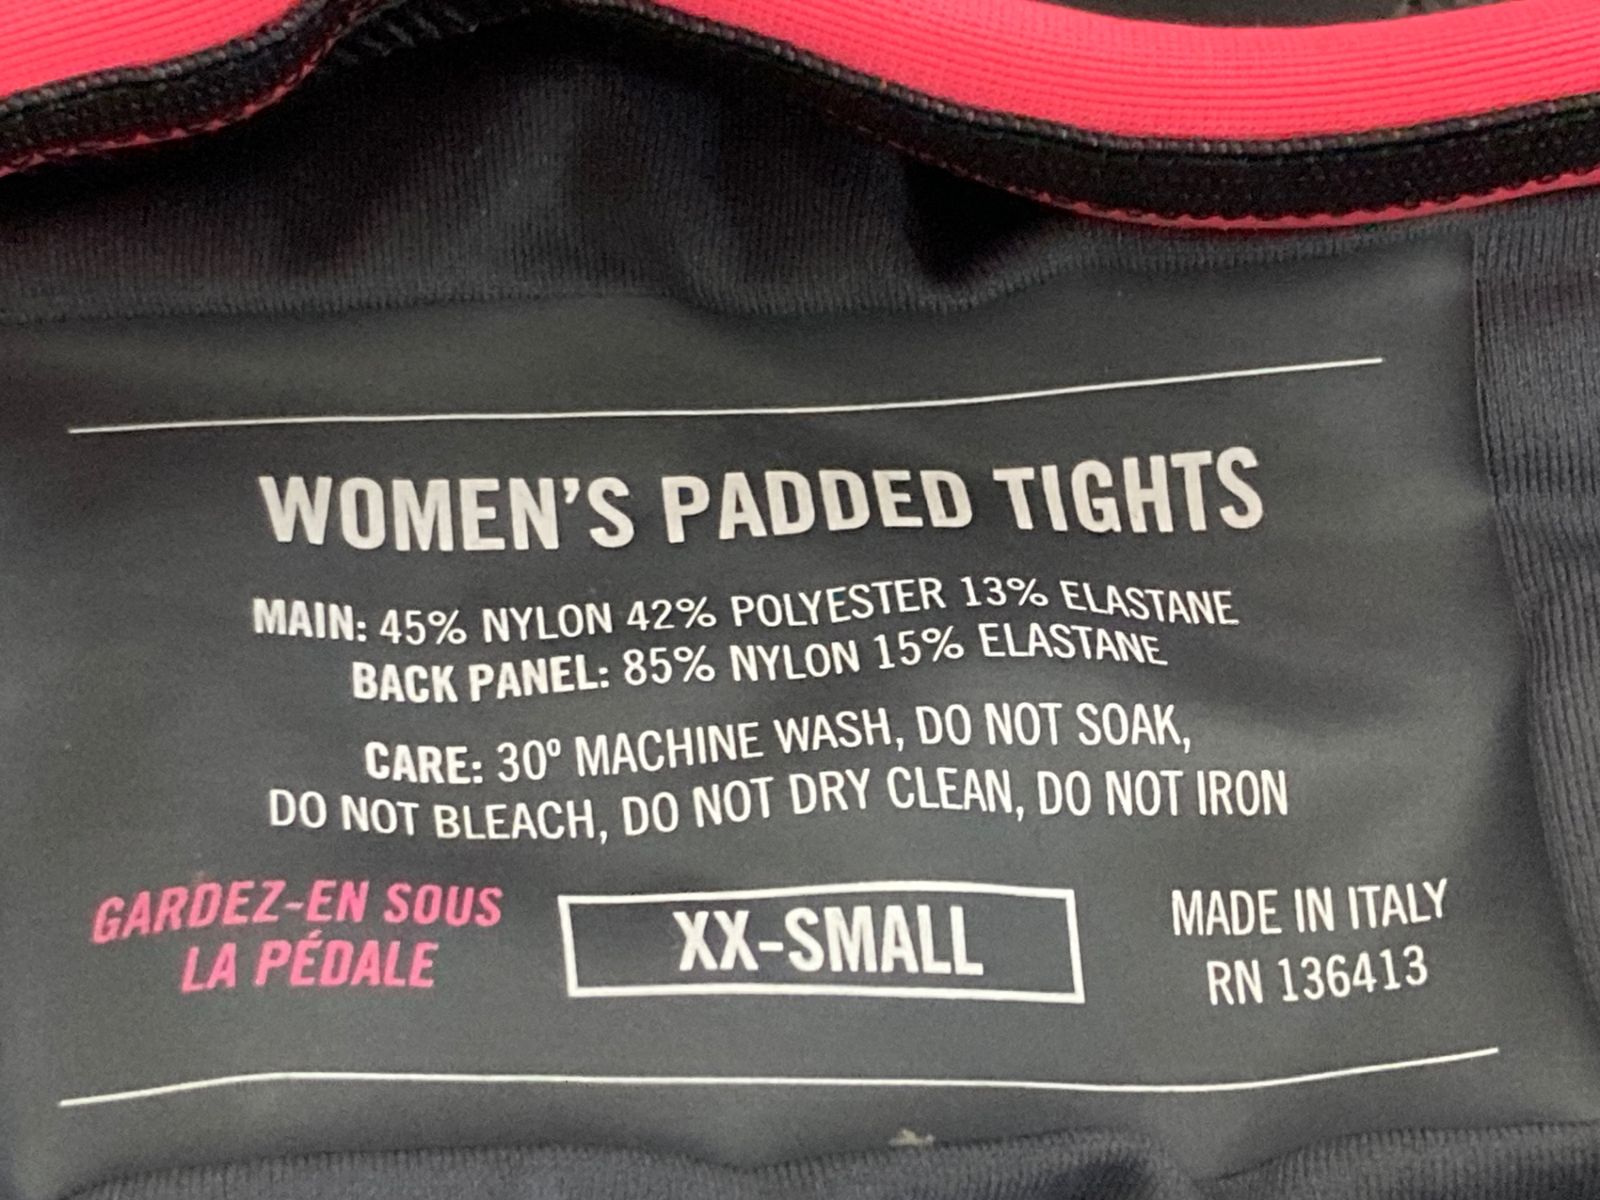 WOMEN'S PADDED TIGHTS
MAIN: 45% NYLON 42% POLYESTER 13% ELASTANE
BACK PANEL: 85% NYLON 15% ELASTANE
CARE: 30º MACHINE WASH, DO NOT SOAK,
DO NOT BLEACH, DO NOT DRY CLEAN, DO NOT IRON
GARDEZ-EN SOUS
LA PÉDALE
XX-SMALL
MADE IN ITALY
RN 136413